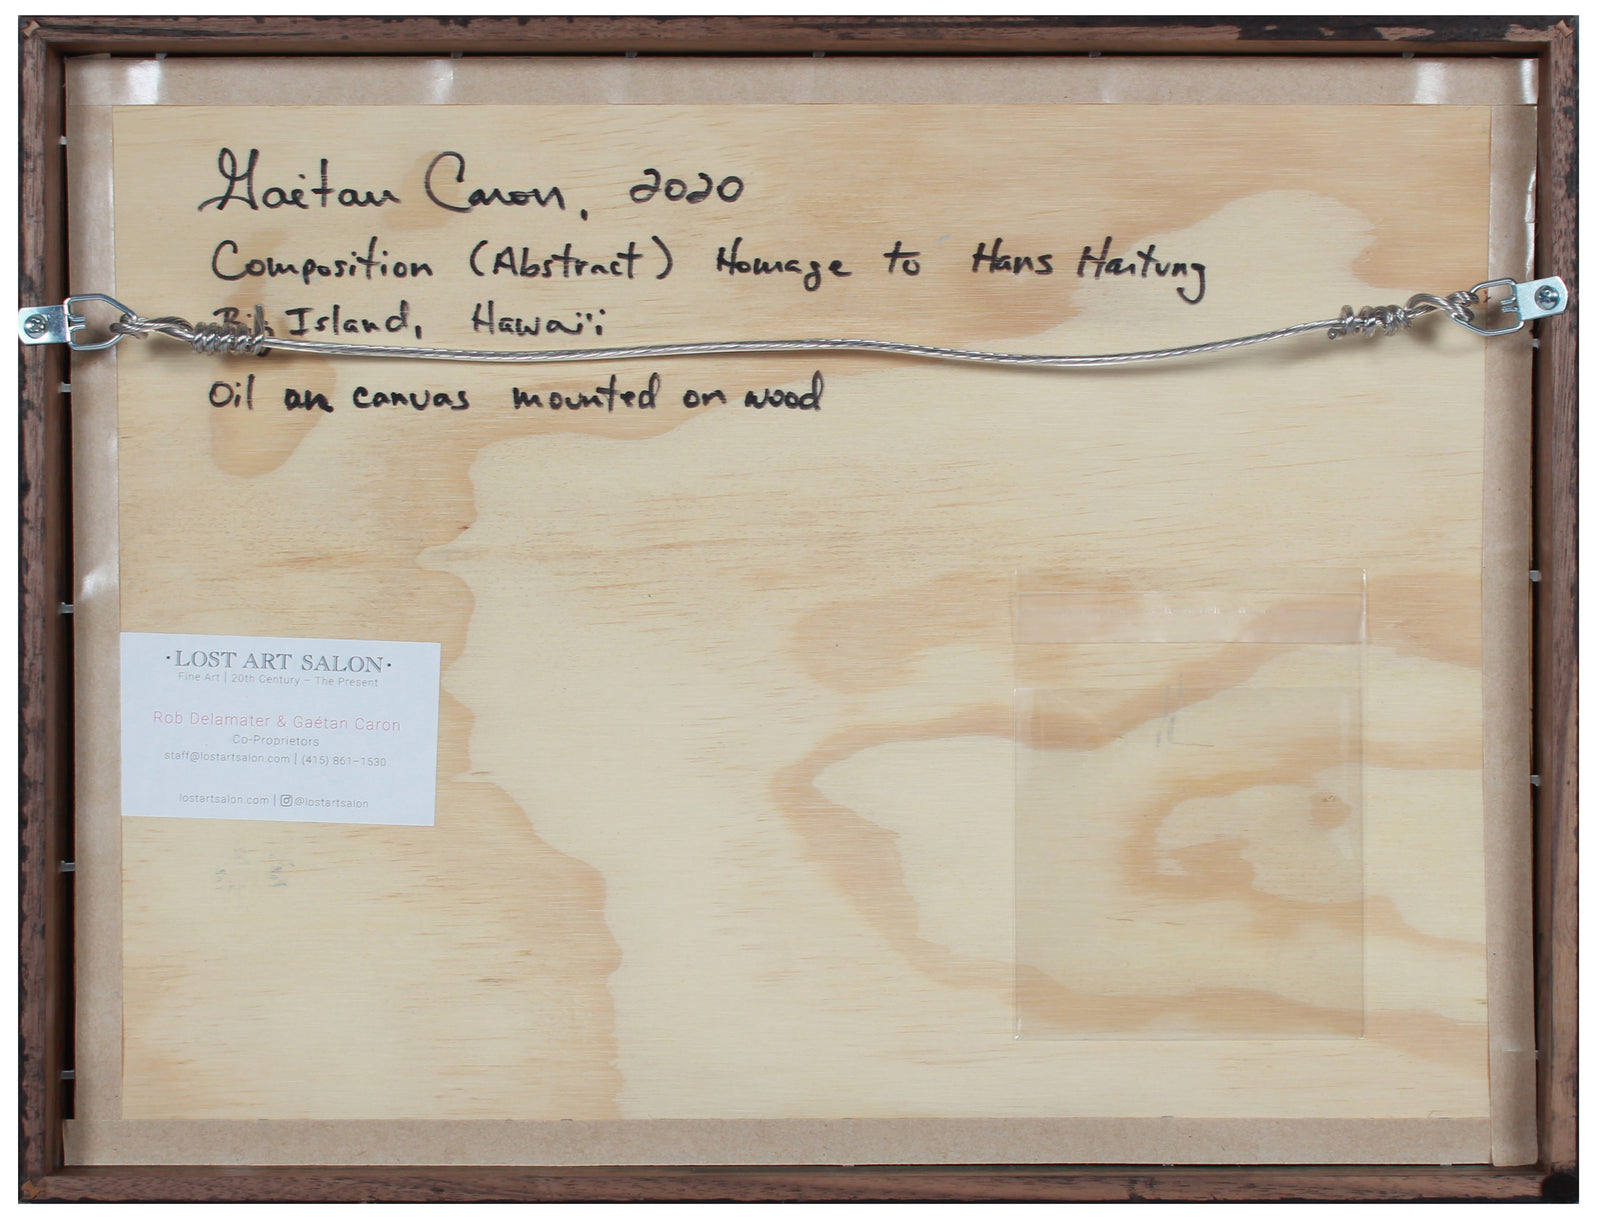 Gaétan Caron, 2020
Composition (Abstract) Homage to Hans Hartung
Big Island, Hawai'i
Oil on canvas mounted on wood
·LOST ART SALON·
Fine Art | 20th Century – The Present
Rob Delamater & Gaétan Caron
Co-Proprietors
staff@lostartsalon.com | (415) 861-1530
lostartsalon.com | @lostartsalon